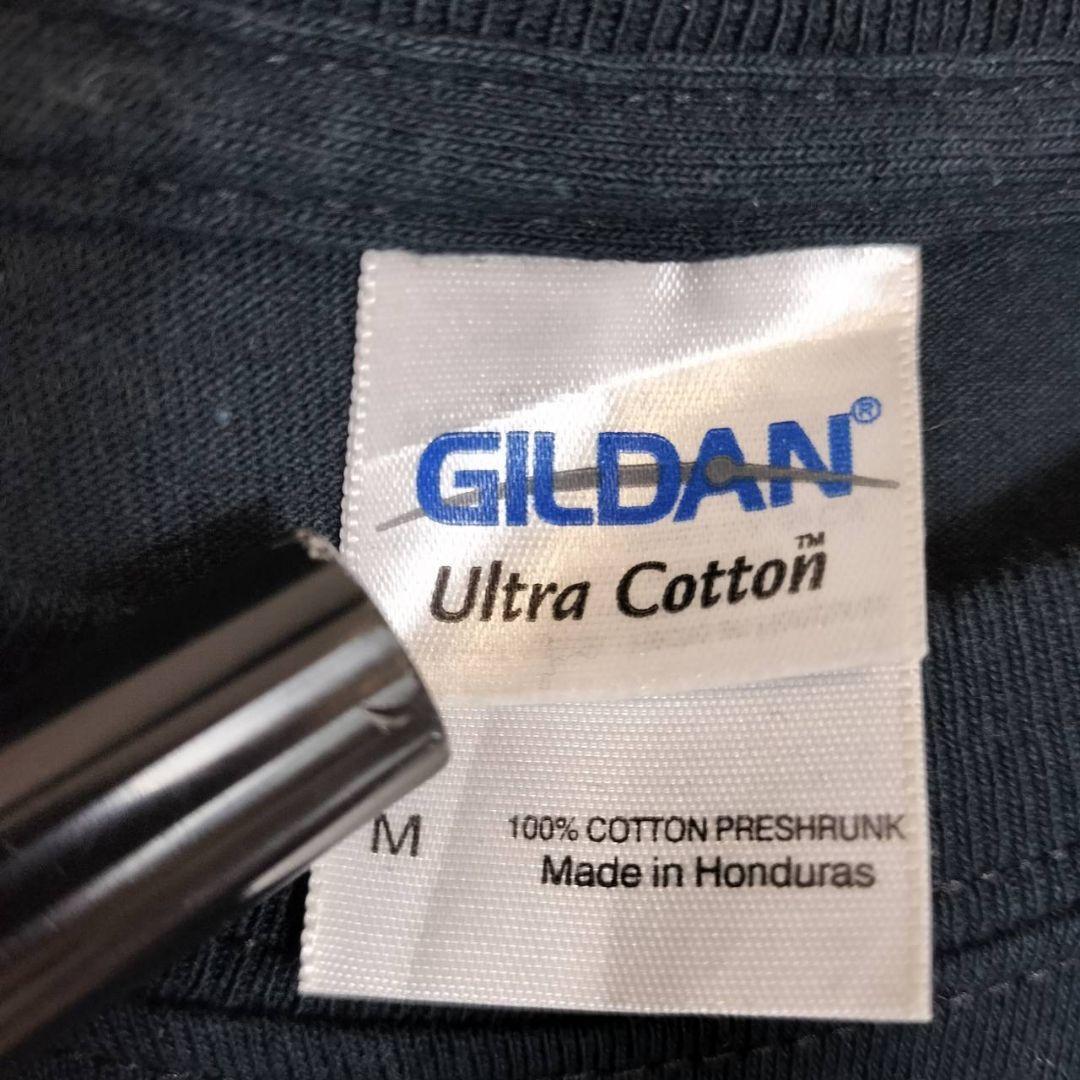 GILDAN®
Ultra Cotton™
M 100% COTTON PRESHRUNK
Made in Honduras